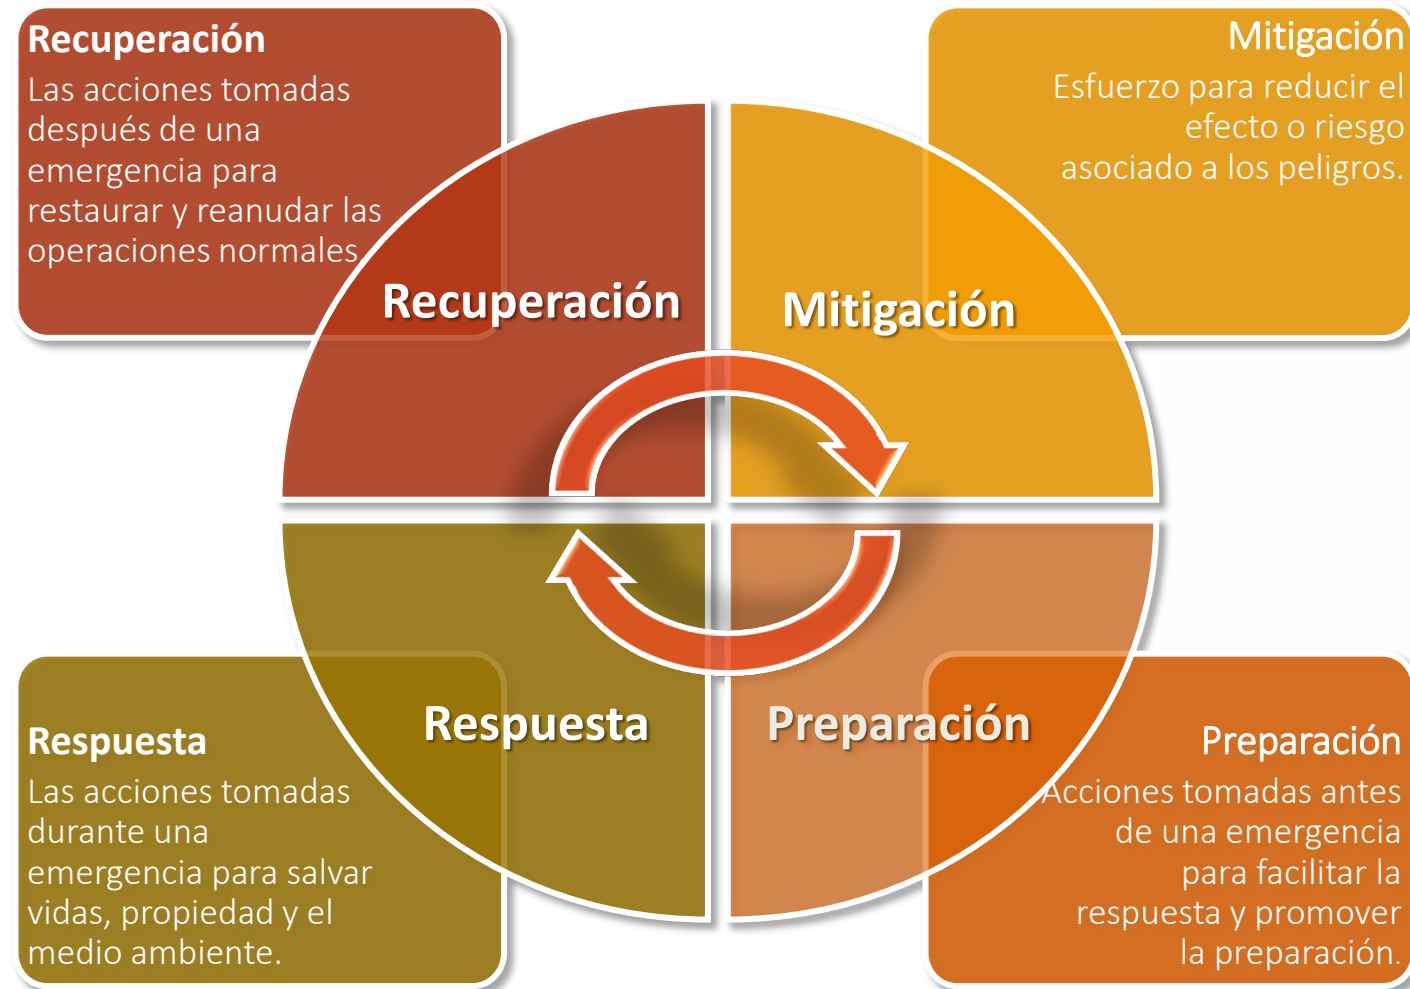 Recuperación
Las acciones tomadas
después de una
emergencia para
restaurar y reanudar las
operaciones normales.
Mitigación
Esfuerzo para reducir el
efecto o riesgo
asociado a los peligros.
Recuperación
Mitigación
Respuesta
Preparación
Respuesta
Las acciones tomadas
durante una
emergencia para salvar
vidas, propiedad y el
medio ambiente.
Preparación
Acciones tomadas antes
de una emergencia
para facilitar la
respuesta y promover
la preparación.